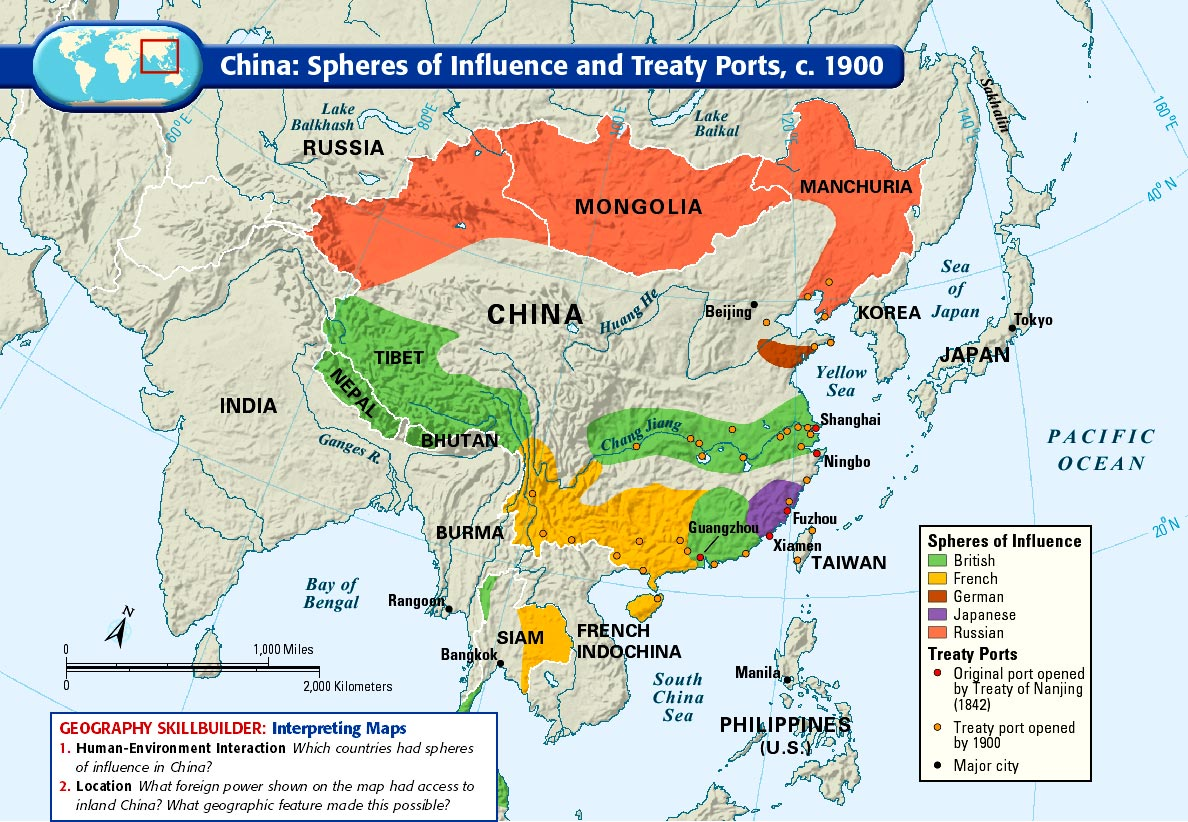 China: Spheres of Influence and Treaty Ports, c. 1900
60°E
Lake
Balkhash
80°E
RUSSIA
100°E
Lake
Baikal
120°E
140°E
Sakhalin
160°E
40° N
MONGOLIA
MANCHURIA
Sea
of
Japan
CHINA
Huang He
Beijing
KOREA
Tokyo
JAPAN
TIBET
NEPAL
BHUTAN
INDIA
Ganges R.
Yellow
Sea
Chang Jiang
Shanghai
Ningbo
PACIFIC
OCEAN
20°N
BURMA
Guangzhou
Fuzhou
Xiamen
TAIWAN
Bay of
Bengal
Rangoon
N
SIAM
Bangkok
FRENCH
INDOCHINA
South
China
Sea
Manila
PHILIPPINES
(U.S.)
0
1,000 Miles
0
2,000 Kilometers
Spheres of Influence
British
French
German
Japanese
Russian
Treaty Ports
Original port opened
by Treaty of Nanjing
(1842)
Treaty port opened
by 1900
Major city
GEOGRAPHY SKILLBUILDER: Interpreting Maps
1. Human-Environment Interaction Which countries had spheres
of influence in China?
2. Location What foreign power shown on the map had access to
inland China? What geographic feature made this possible?